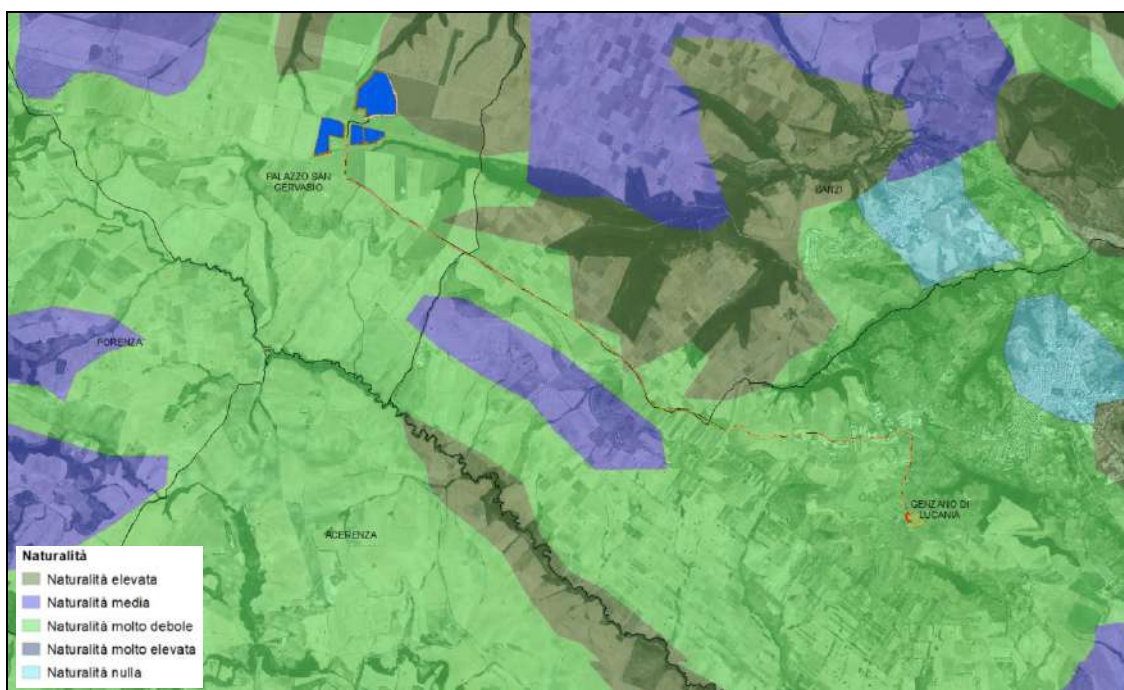 PALAZZO SAN
GERVASIO
BANZI
FORENZA
GENZANO DI
LUCANIA
ACERENZA
Naturalità
Naturalità elevata
Naturalità media
Naturalità molto debole
Naturalità molto elevata
Naturalità nulla